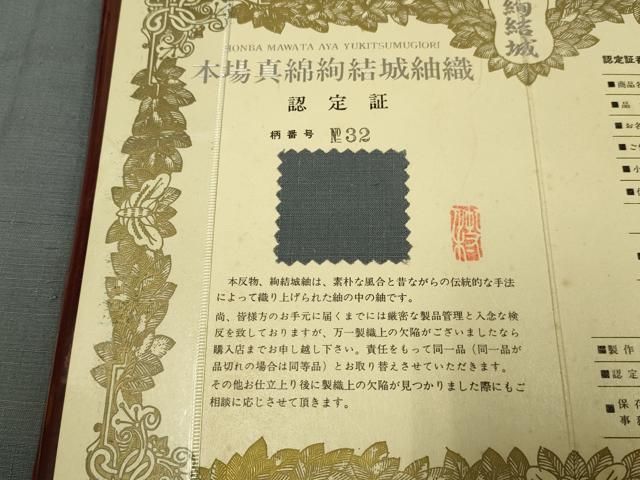 絢結城
HONBA MAWATA AYA YUKITSUMUGIORI
本場真綿絢結城紬織
認定証
柄番号 №32
本反物、絢結城紬は、素朴な風合と昔ながらの伝統的な手法
によって織り上げられた紬の中の紬です。
尚、皆様方のお手元に届くまでには厳密な製品管理と入念な検
反を致しておりますが、万一製織上の欠陥がございましたなら
購入店までお申し越し下さい。責任をもって同一品（同一品が
品切れの場合は同等品）とお取り替えさせていただきます。
その他お仕立上り後に製織上の欠陥が見つかりました際にもご
相談に応じさせて頂きます。
認定証番
■商品名
■品
■お名
■ご
■小
■製作
■認定
■保存
事務